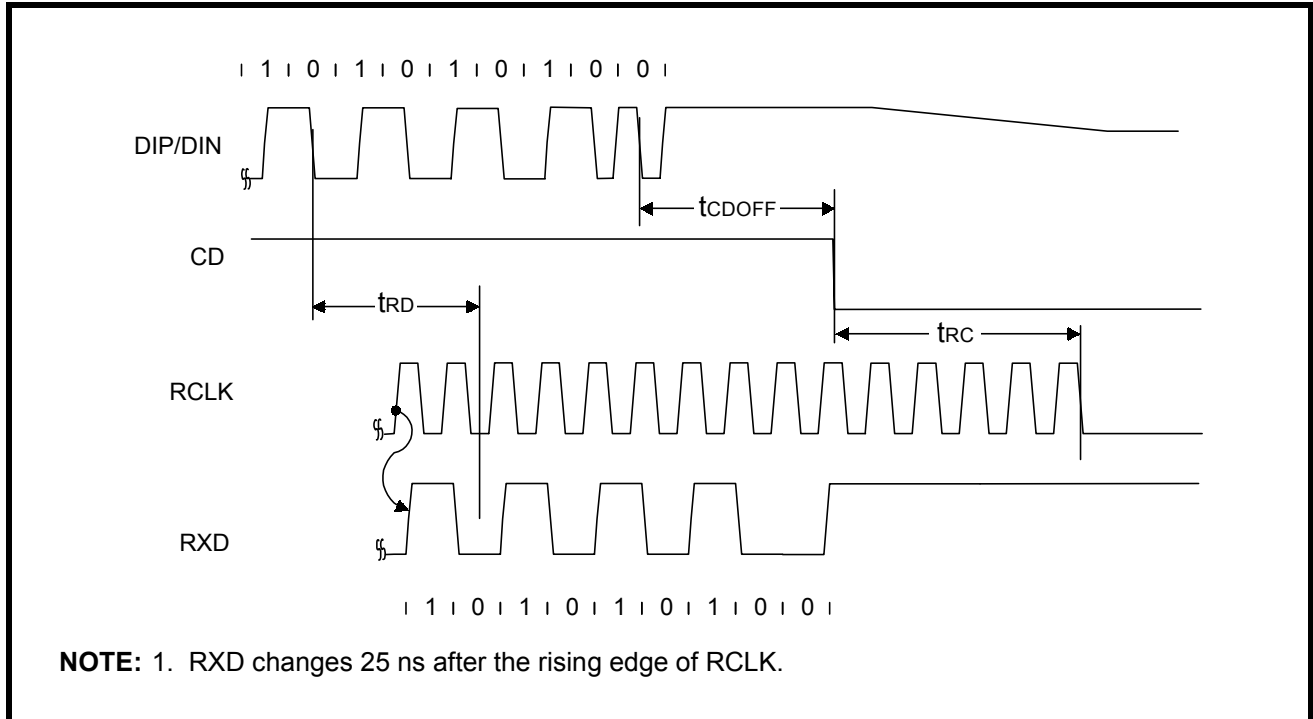 1 0 1 0 1 0 1 0 0
DIP/DIN
tCDOFF
CD
tRD
tRC
RCLK
RXD
1 0 1 0 1 0 1 0 0
NOTE: 1. RXD changes 25 ns after the rising edge of RCLK.